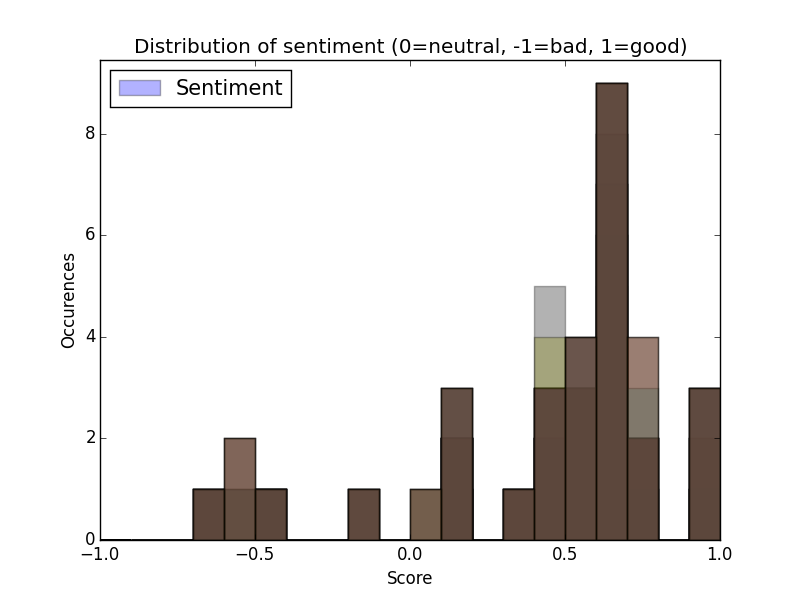 Distribution of sentiment (0=neutral, -1=bad, 1=good)
Sentiment
8
6
4
2
0
Occurences
−1.0 −0.5 0.0 0.5 1.0
Score